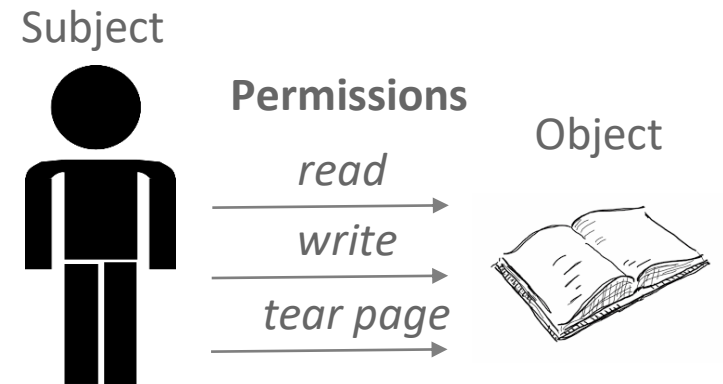 Subject
Permissions
Object
read
write
tear page